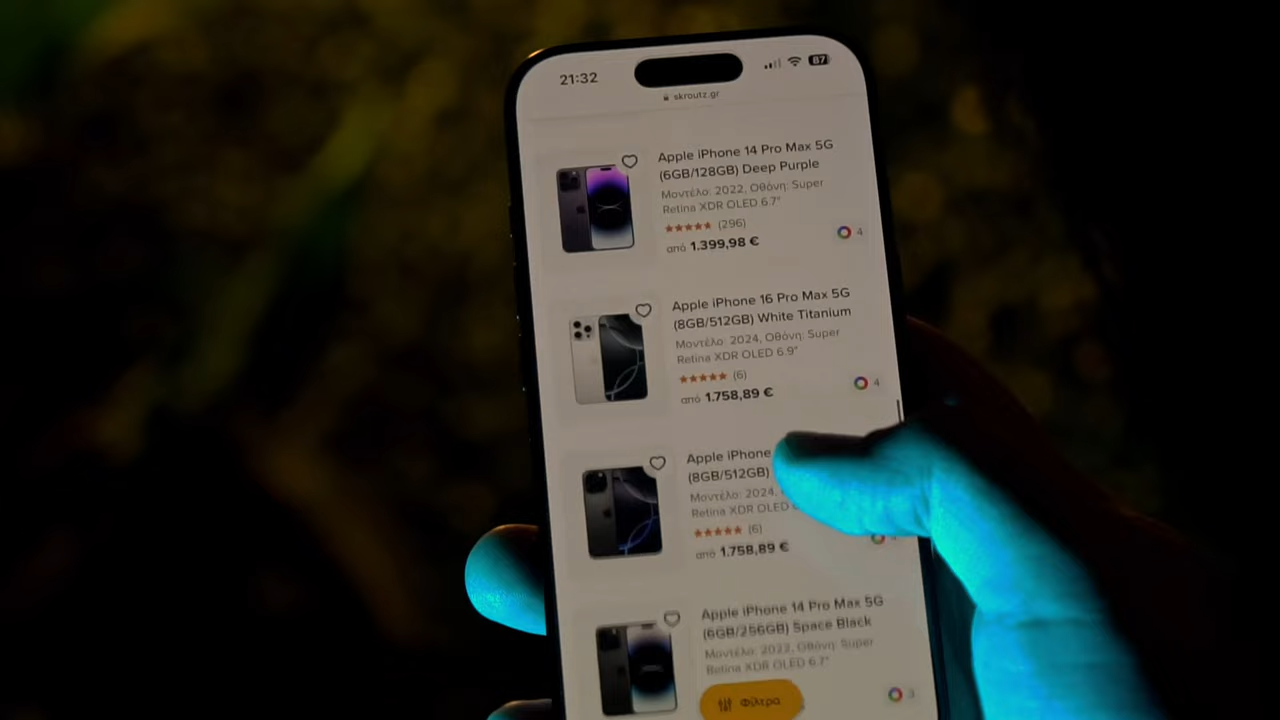 21:32
87
skroutz.gr
Apple iPhone 14 Pro Max 5G
(6GB/128GB) Deep Purple
Μοντέλο: 2022, Οθόνη: Super
Retina XDR OLED 6.7"
(296)
από 1.399,98 €
4
Apple iPhone 16 Pro Max 5G
(8GB/512GB) White Titanium
Μοντέλο: 2024, Οθόνη: Super
Retina XDR OLED 6.9"
(6)
από 1.758,89 €
4
Apple iPhone
(8GB/512GB)
Μοντέλο: 2024,
Retina XDR OLED
(6)
από 1.758,89 €
Apple iPhone 14 Pro Max 5G
(6GB/256GB) Space Black
Μοντέλο: 2022, Οθόνη: Super
Retina XDR OLED 6.7"
3
Φίλτρα